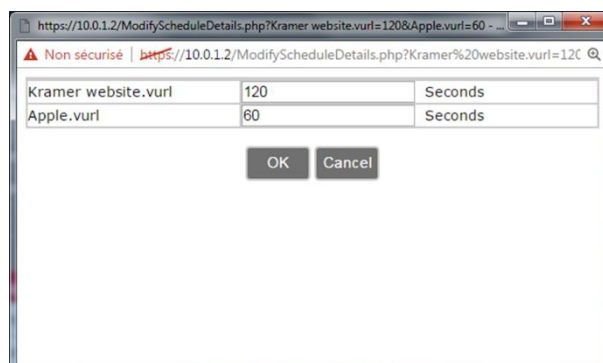 https://10.0.1.2/ModifyScheduleDetails.php?Kramer website.vurl=120&Apple.vurl=60 - ...
Non sécurisé | https://10.0.1.2/ModifyScheduleDetails.php?Kramer%20website.vurl=120
Kramer website.vurl 120 Seconds
Apple.vurl 60 Seconds
OK Cancel